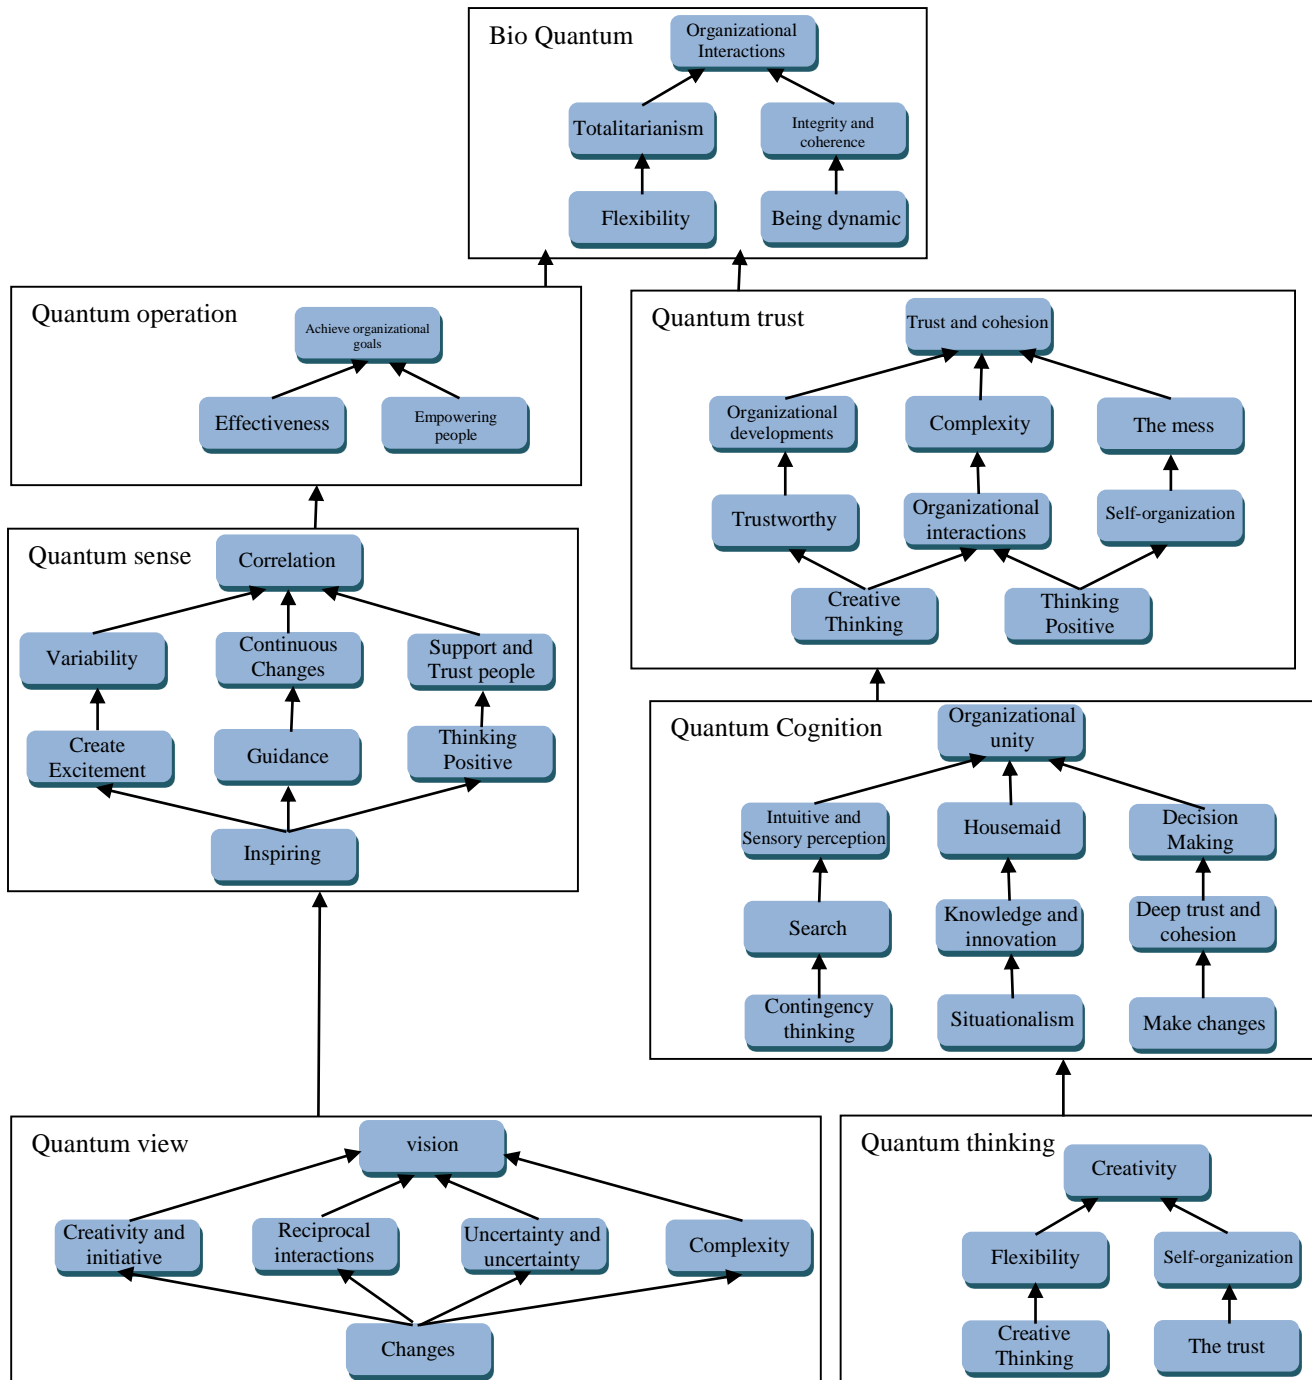 Bio Quantum
Organizational
Interactions
Totalitarianism
Integrity and
coherence
Flexibility
Being dynamic
Quantum operation
Achieve organizational
goals
Effectiveness
Empowering
people
Quantum trust
Trust and cohesion
Organizational
developments
Complexity
The mess
Trustworthy
Organizational
interactions
Self-organization
Creative
Thinking
Thinking
Positive
Quantum sense
Correlation
Variability
Continuous
Changes
Support and
Trust people
Create
Excitement
Guidance
Thinking
Positive
Inspiring
Quantum Cognition
Organizational
unity
Intuitive and
Sensory perception
Housemaid
Decision
Making
Search
Knowledge and
innovation
Deep trust and
cohesion
Contingency
thinking
Situationalism
Make changes
Quantum view
vision
Creativity and
initiative
Reciprocal
interactions
Uncertainty and
uncertainty
Complexity
Changes
Quantum thinking
Creativity
Flexibility
Self-organization
Creative
Thinking
The trust